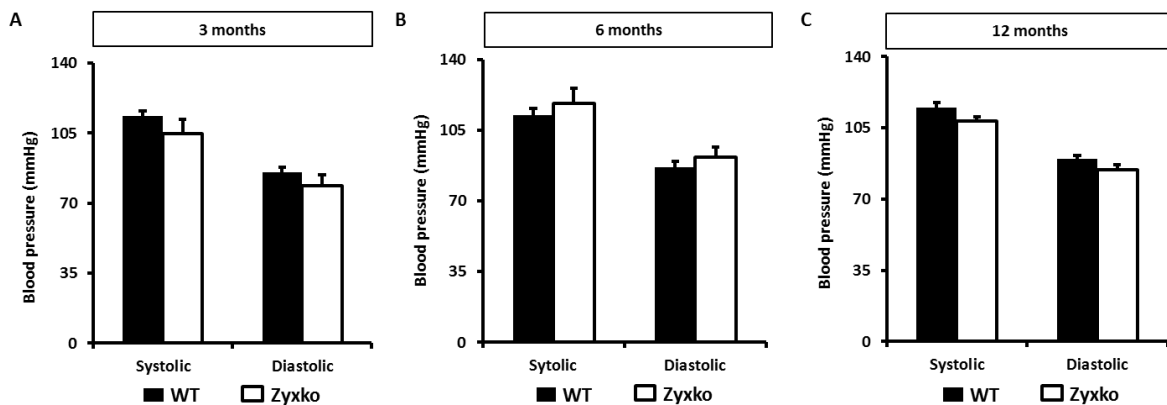 A
3 months
Blood pressure (mmHg)
140
105
70
35
0
Systolic
Diastolic
WT
Zyxko
B
6 months
Blood pressure (mmHg)
140
105
70
35
0
Sytolic
Diastolic
WT
Zyxko
C
12 months
Blood pressure (mmHg)
140
105
70
35
0
Systolic
Diastolic
WT
Zyxko